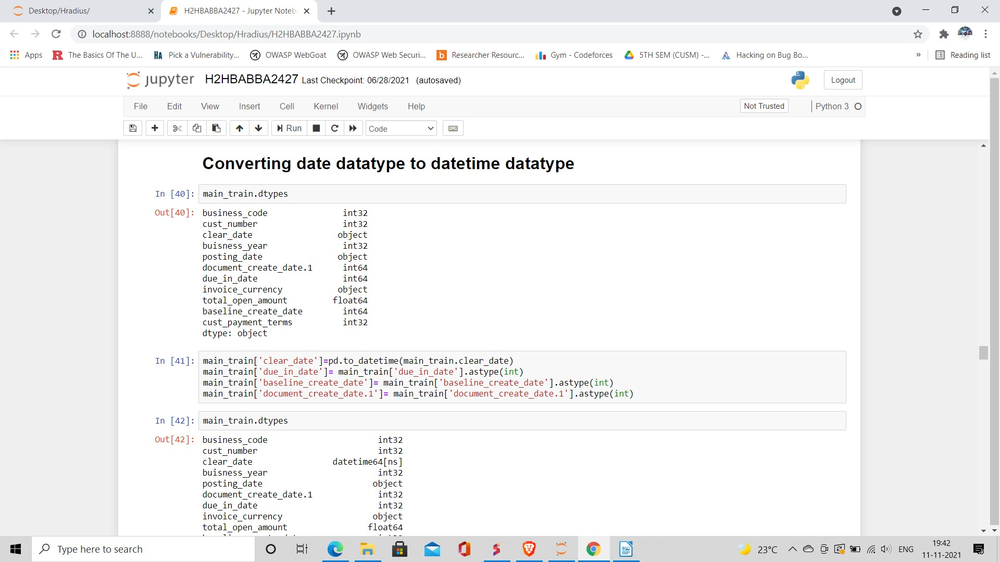 Desktop/Hradius/
H2HBABBA2427 - Jupyter Noteb
localhost:8888/notebooks/Desktop/Hradius/H2HBABBA2427.ipynb
Apps
The Basics Of The U...
HA Pick a Vulnerability...
OWASP WebGoat
OWASP Web Securi...
b Researcher Resourc...
Gym - Codeforces
5TH SEM (CUSM) -...
Hacking on Bug Bo...
»
Reading list
jupyter H2HBABBA2427 Last Checkpoint: 06/28/2021 (autosaved)
Logout
File Edit View Insert Cell Kernel Widgets Help
Not Trusted
Python 3
Run
Code
Converting date datatype to datetime datatype
In [40]: main_train.dtypes
Out[40]: business_code int32
cust_number int32
clear_date object
buisness_year int32
posting_date object
document_create_date.1 int64
due_in_date int64
invoice_currency object
total_open_amount float64
baseline_create_date int64
cust_payment_terms int32
dtype: object
In [41]: main_train['clear_date']=pd.to_datetime(main_train.clear_date)
main_train['due_in_date']= main_train['due_in_date'].astype(int)
main_train['baseline_create_date']= main_train['baseline_create_date'].astype(int)
main_train['document_create_date.1']= main_train['document_create_date.1'].astype(int)
In [42]: main_train.dtypes
Out[42]: business_code int32
cust_number int32
clear_date datetime64[ns]
buisness_year int32
posting_date object
document_create_date.1 int32
due_in_date int32
invoice_currency object
total_open_amount float64
Type here to search
23°C
ENG
19:42
11-11-2021